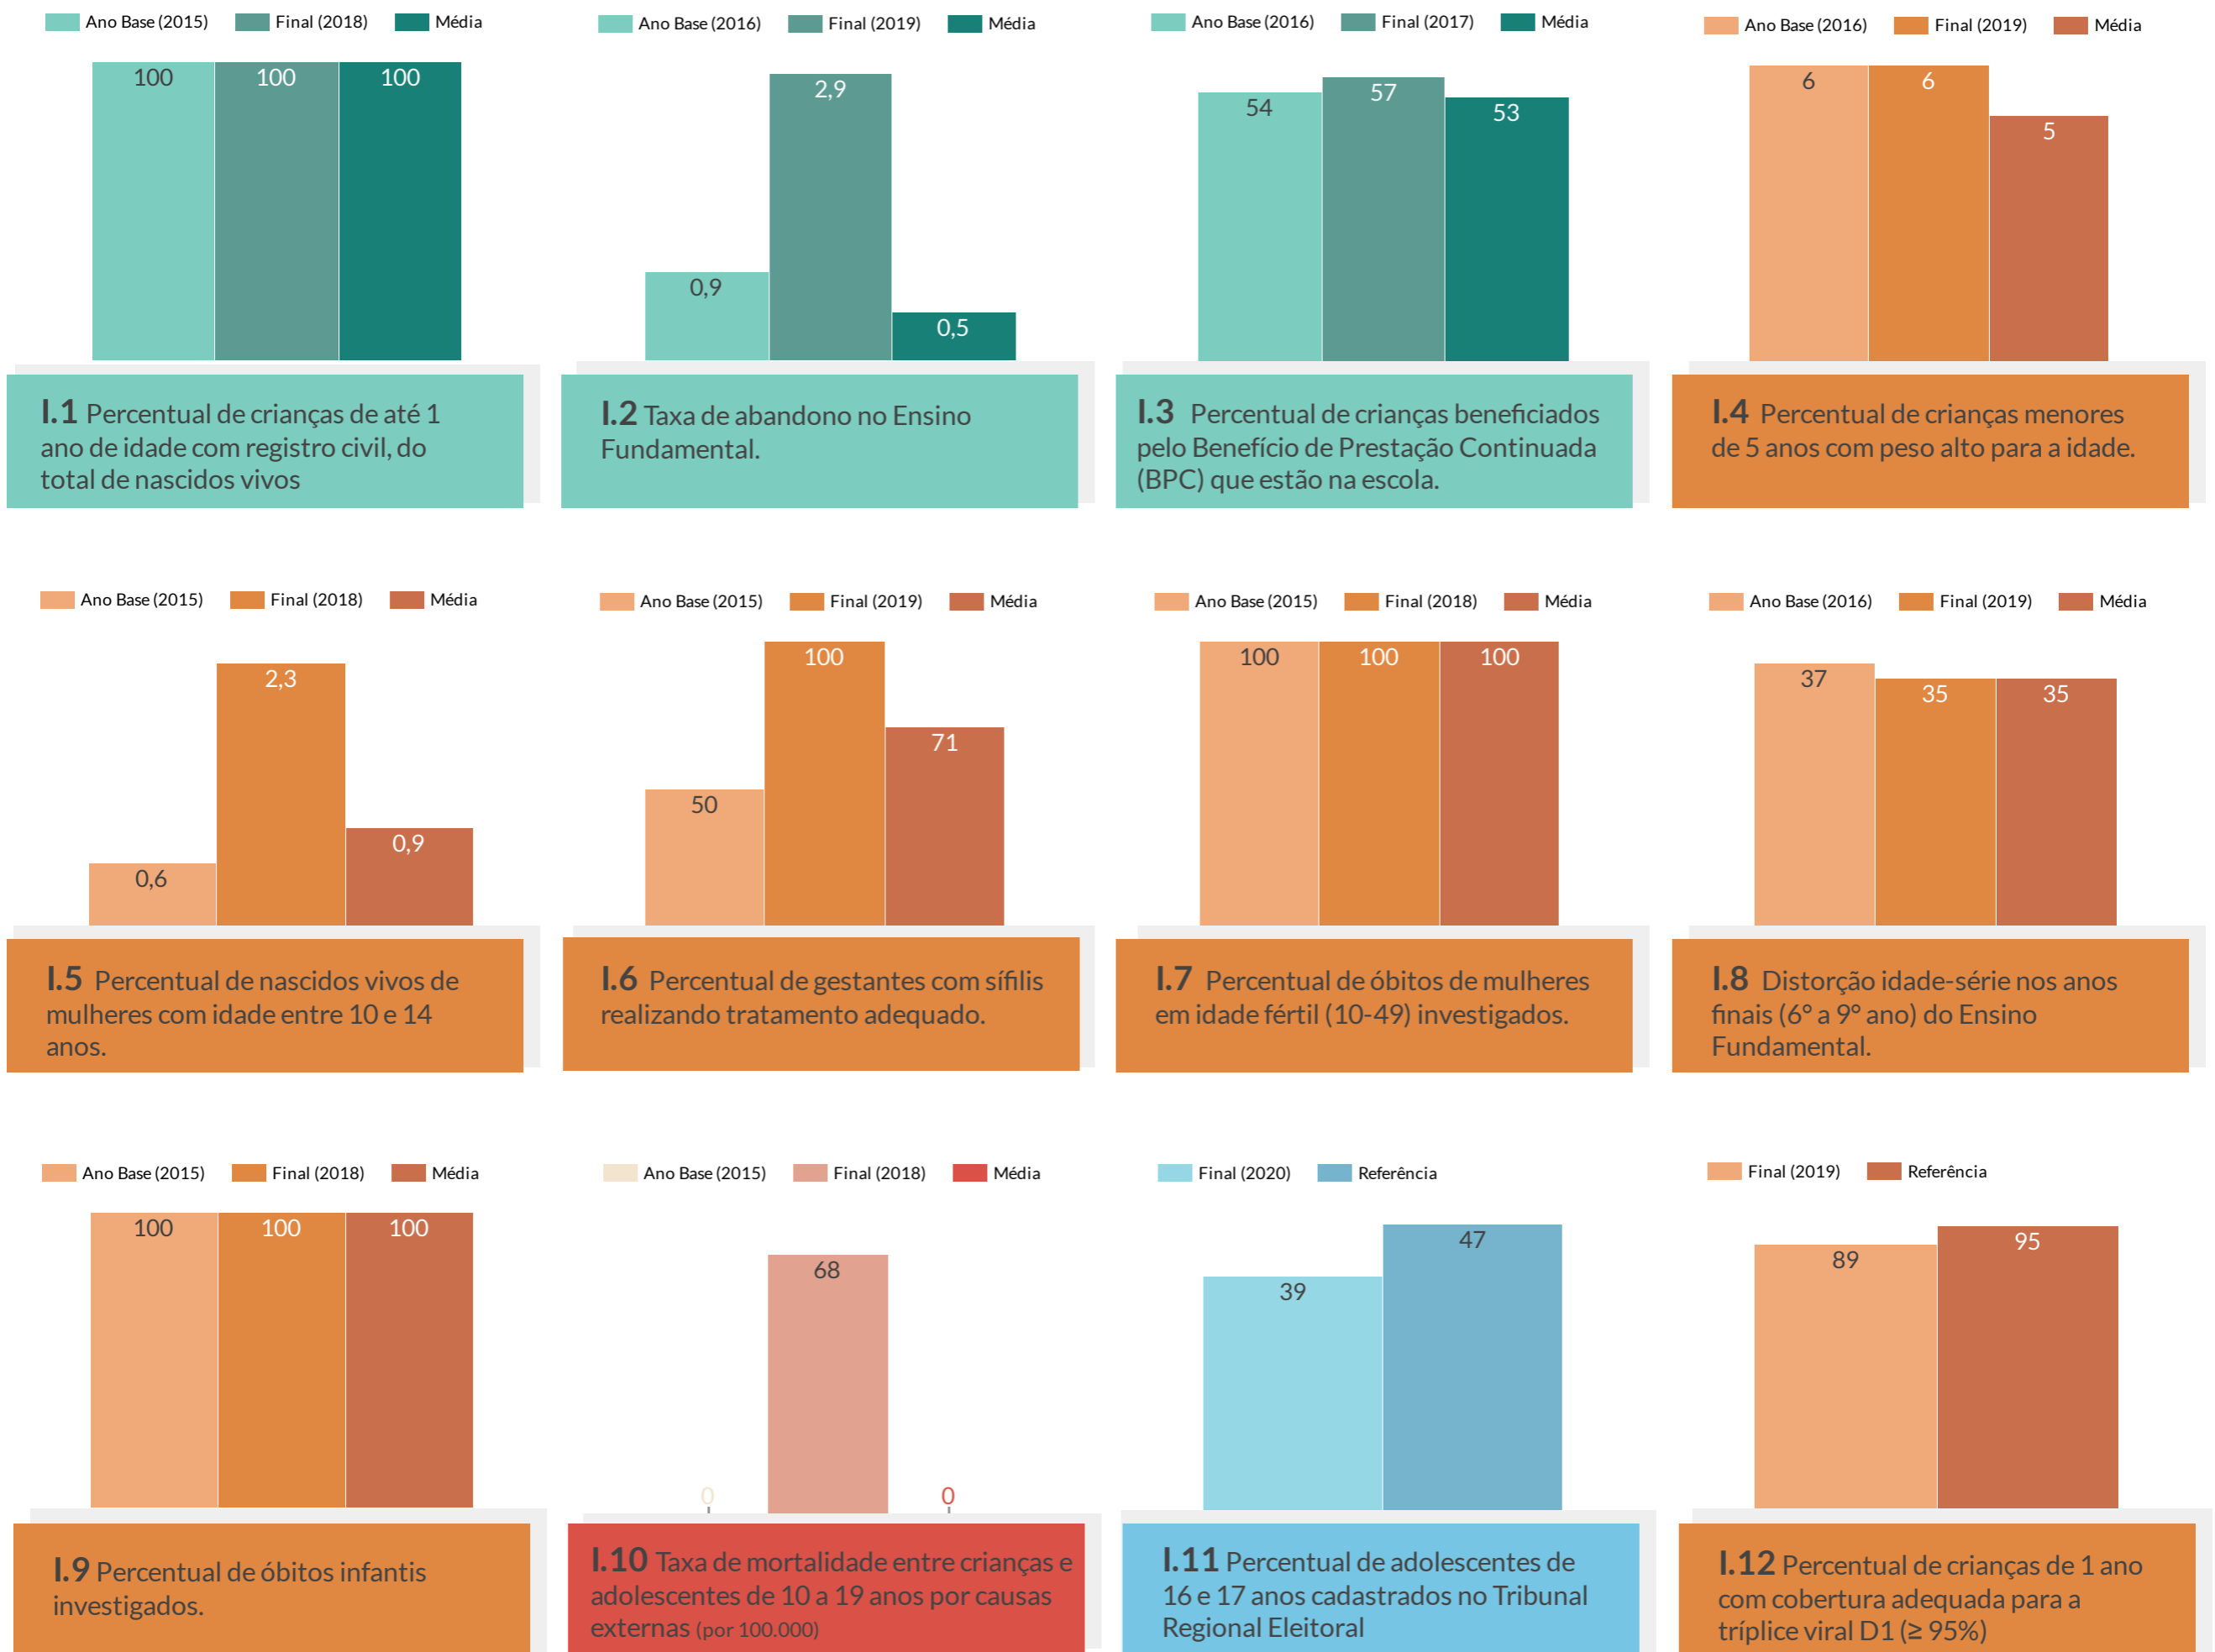 Ano Base (2015) Final (2018) Média
100 100 100
I.1 Percentual de crianças de até 1
ano de idade com registro civil, do
total de nascidos vivos
Ano Base (2016) Final (2019) Média
0,9 2,9 0,5
I.2 Taxa de abandono no Ensino
Fundamental.
Ano Base (2016) Final (2017) Média
54 57 53
I.3 Percentual de crianças beneficiados
pelo Benefício de Prestação Continuada
(BPC) que estão na escola.
Ano Base (2016) Final (2019) Média
6 6 5
I.4 Percentual de crianças menores
de 5 anos com peso alto para a idade.
Ano Base (2015) Final (2018) Média
0,6 2,3 0,9
I.5 Percentual de nascidos vivos de
mulheres com idade entre 10 e 14
anos.
Ano Base (2015) Final (2019) Média
50 100 71
I.6 Percentual de gestantes com sífilis
realizando tratamento adequado.
Ano Base (2015) Final (2018) Média
100 100 100
I.7 Percentual de óbitos de mulheres
em idade fértil (10-49) investigados.
Ano Base (2016) Final (2019) Média
37 35 35
I.8 Distorção idade-série nos anos
finais (6° a 9° ano) do Ensino
Fundamental.
Ano Base (2015) Final (2018) Média
100 100 100
I.9 Percentual de óbitos infantis
investigados.
Ano Base (2015) Final (2018) Média
0 68 0
I.10 Taxa de mortalidade entre crianças e
adolescentes de 10 a 19 anos por causas
externas (por 100.000)
Final (2020) Referência
39 47
I.11 Percentual de adolescentes de
16 e 17 anos cadastrados no Tribunal
Regional Eleitoral
Final (2019) Referência
89 95
I.12 Percentual de crianças de 1 ano
com cobertura adequada para a
tríplice viral D1 (≥ 95%)